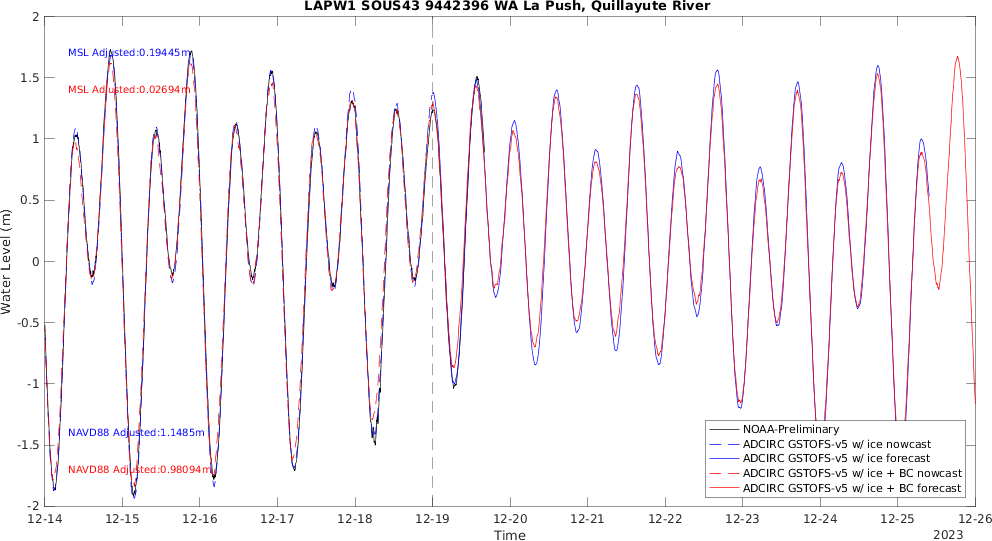 LAPW1 SOUS43 9442396 WA La Push, Quillayute River
2
1.5
1
0.5
0
-0.5
-1
-1.5
-2
Water Level (m)
MSL Adjusted:0.19445m
MSL Adjusted:0.02694m
NAVD88 Adjusted:1.1485m
NAVD88 Adjusted:0.98094m
NOAA-Preliminary
ADCIRC GSTOFS-v5 w/ ice nowcast
ADCIRC GSTOFS-v5 w/ ice forecast
ADCIRC GSTOFS-v5 w/ ice + BC nowcast
ADCIRC GSTOFS-v5 w/ ice + BC forecast
12-14 12-15 12-16 12-17 12-18 12-19 12-20 12-21 12-22 12-23 12-24 12-25 12-26
Time
2023